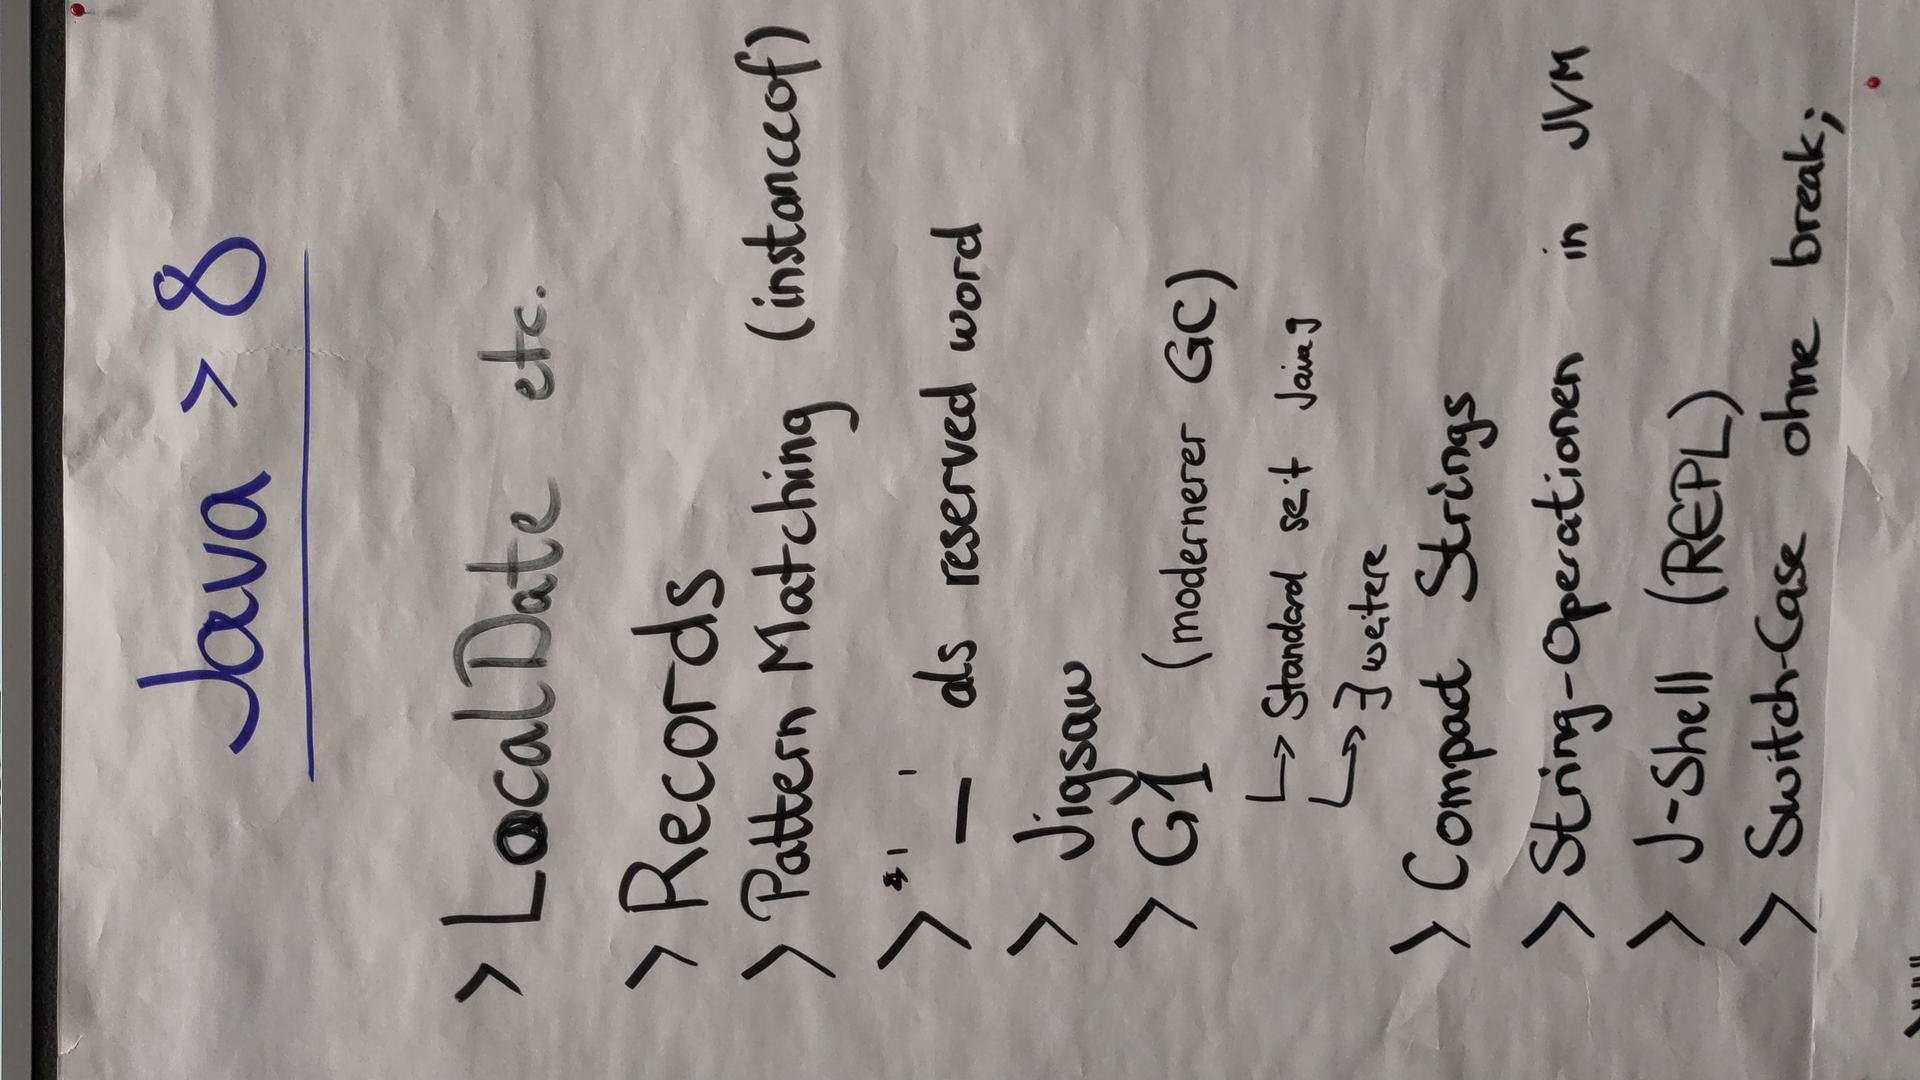 Java > 8
> LocalDate etc.
> Records
> Pattern Matching (instanceof)
> '_' als reserved word
> Jigsaw
> G1 (modernerer GC)
↳ Standard seit Java 9
↳ ∃ weitere
> Compact Strings
> String-Operationen in JVM
> J-Shell (REPL)
> Switch-Case ohne break;